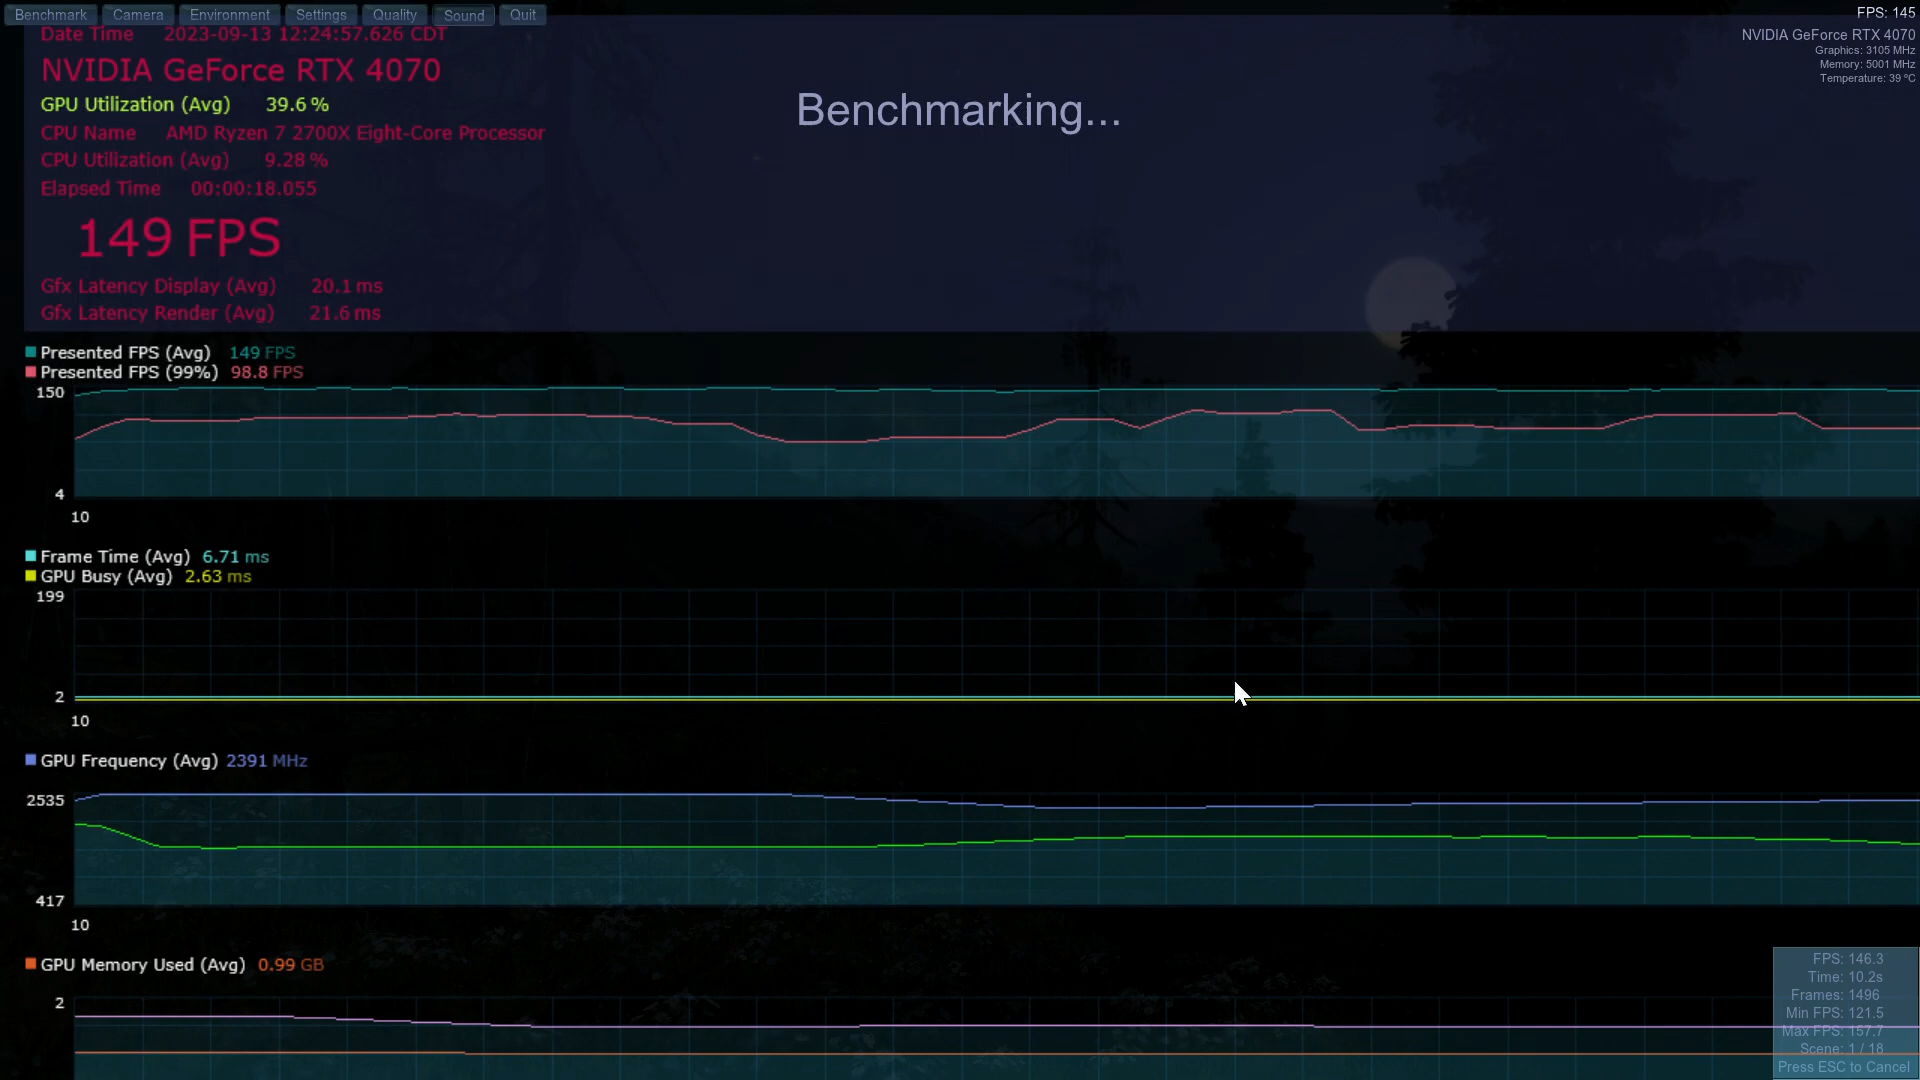 Benchmark Camera Environment Settings Quality Sound Quit
FPS: 145
Date Time 2023-09-13 12:24:57.626 CDT
NVIDIA GeForce RTX 4070
Graphics: 3105 MHz
Memory: 5001 MHz
Temperature: 39 ºC
NVIDIA GeForce RTX 4070
GPU Utilization (Avg) 39.6 %
Benchmarking...
CPU Name AMD Ryzen 7 2700X Eight-Core Processor
CPU Utilization (Avg) 9.28 %
Elapsed Time 00:00:18.055
149 FPS
Gfx Latency Display (Avg) 20.1 ms
Gfx Latency Render (Avg) 21.6 ms
Presented FPS (Avg) 149 FPS
Presented FPS (99%) 98.8 FPS
150
4
10
Frame Time (Avg) 6.71 ms
GPU Busy (Avg) 2.63 ms
199
2
10
GPU Frequency (Avg) 2391 MHz
2535
417
10
GPU Memory Used (Avg) 0.99 GB
2
FPS: 146.3
Time: 10.2s
Frames: 1496
Min FPS: 121.5
Max FPS: 157.7
Scene: 1 / 18
Press ESC to Cancel